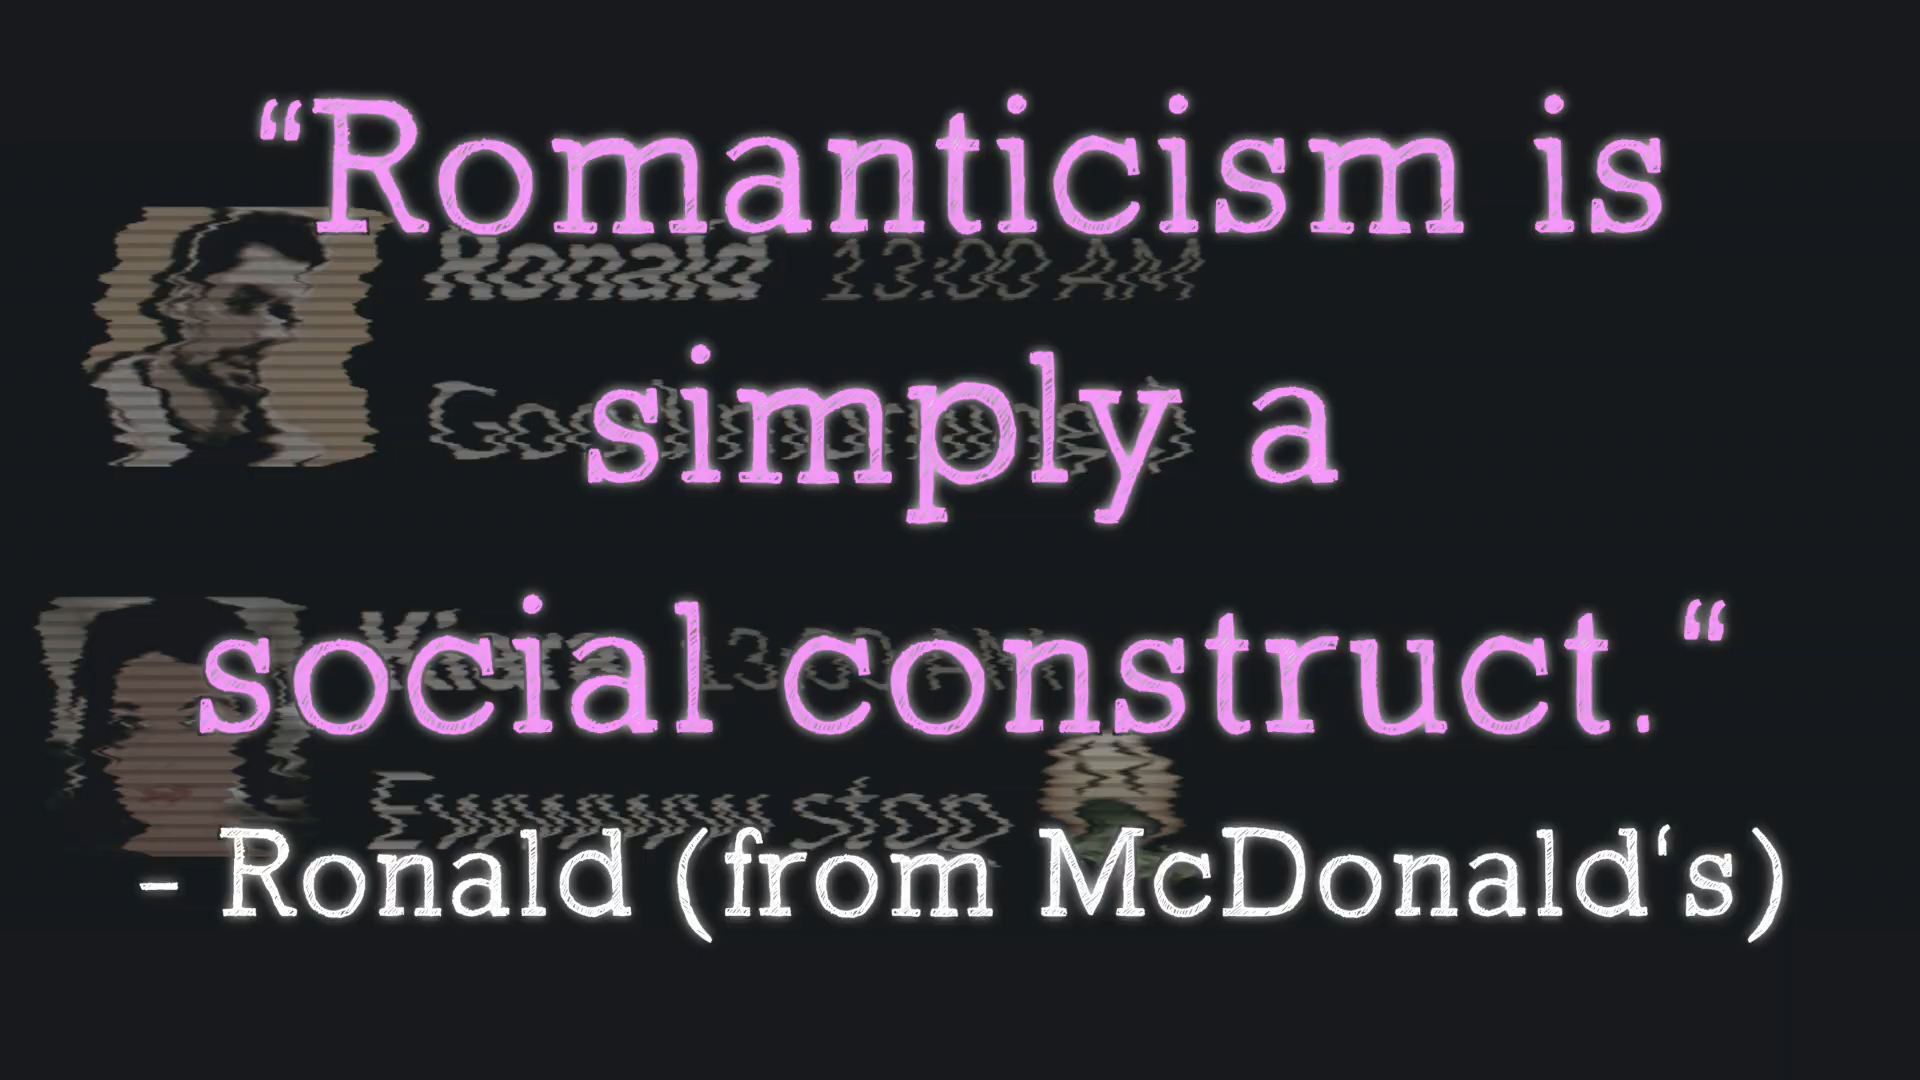 “Romanticism is
Ronald 13:00 AM
simply a
social construct.“
- Ronald (from McDonald‘s)